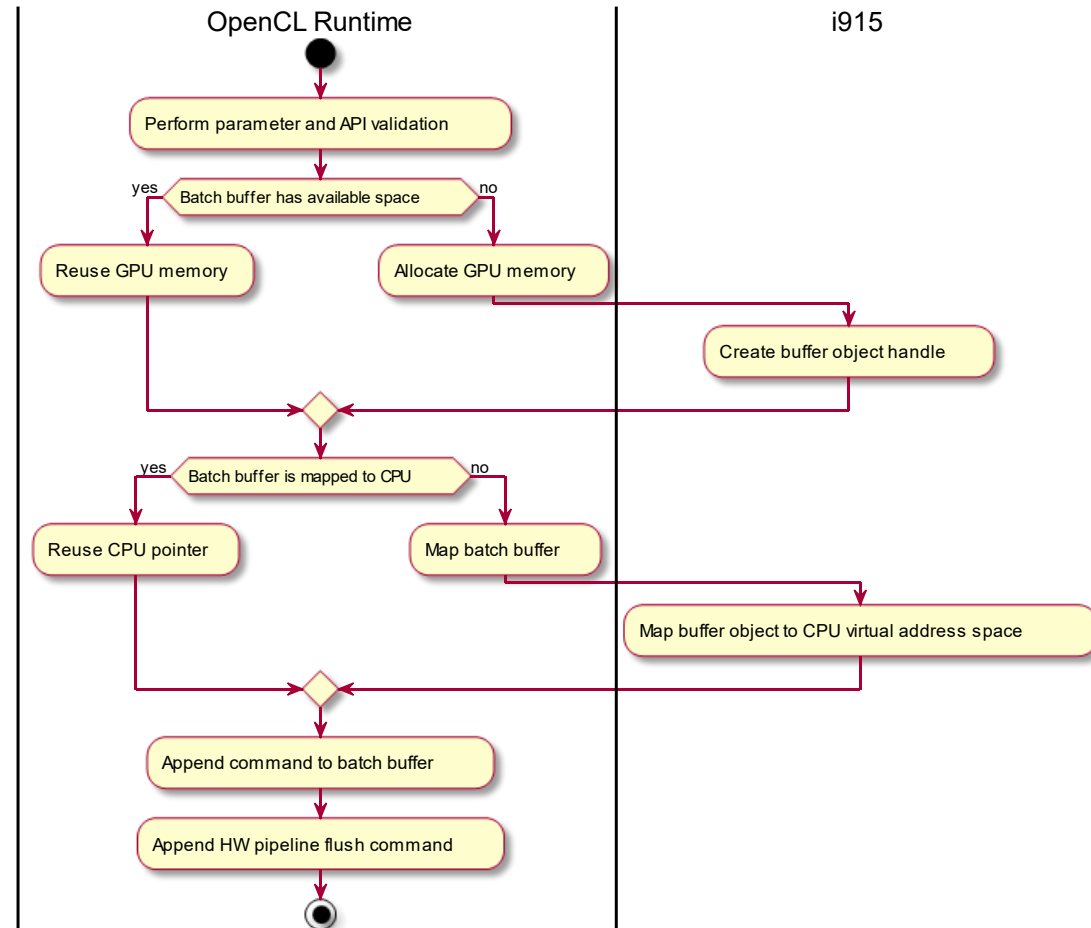 OpenCL Runtime
i915
Perform parameter and API validation
yes
Batch buffer has available space
no
Reuse GPU memory
Allocate GPU memory
Create buffer object handle
yes
Batch buffer is mapped to CPU
no
Reuse CPU pointer
Map batch buffer
Map buffer object to CPU virtual address space
Append command to batch buffer
Append HW pipeline flush command